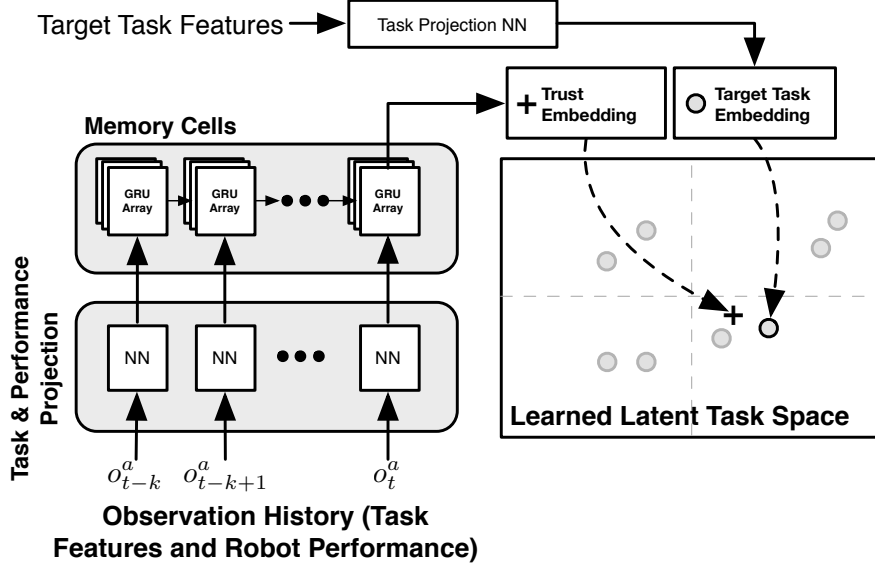 Target Task Features
Task Projection NN
Trust
Embedding
Target Task
Embedding
Memory Cells
GRU
Array
GRU
Array
GRU
Array
Task & Performance
Projection
NN
NN
NN
o^a_{t-k}
o^a_{t-k+1}
o^a_t
Observation History (Task
Features and Robot Performance)
Learned Latent Task Space